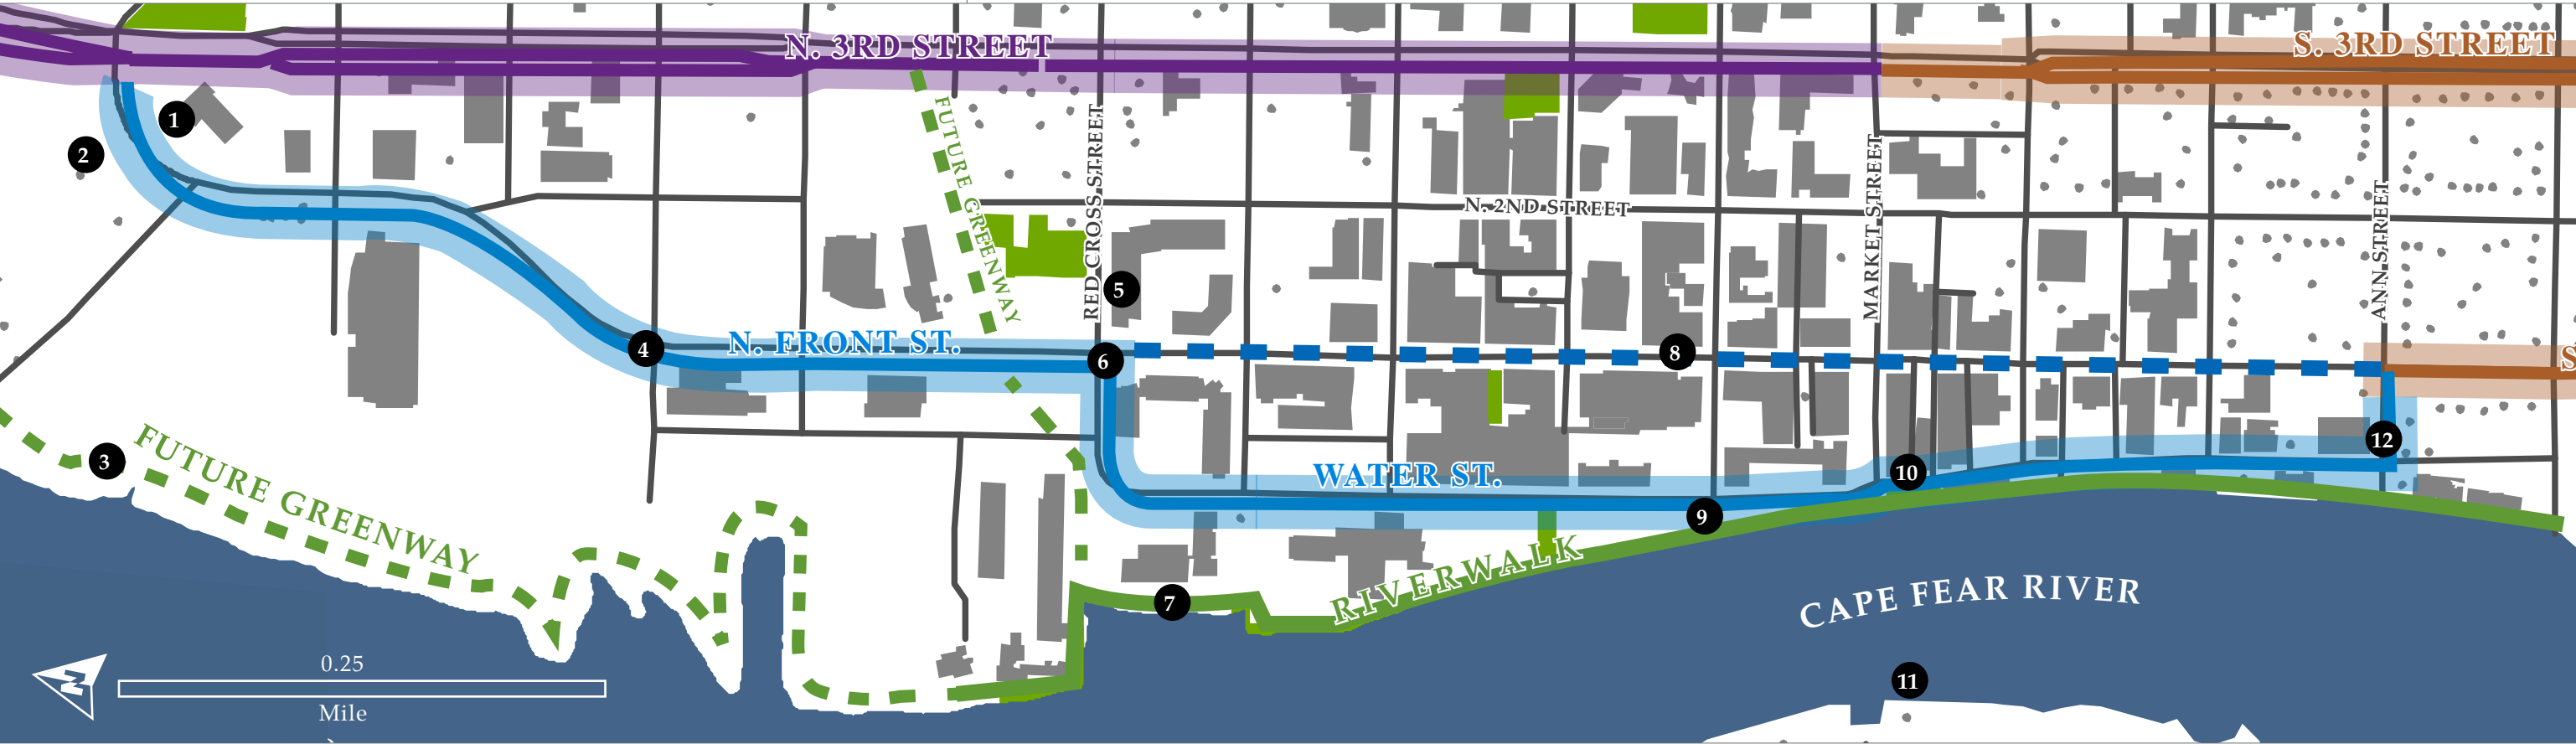 N. 3RD STREET
S. 3RD STREET
1
2
FUTURE GREENWAY
RED CROSS STREET
N. 2ND STREET
MARKET STREET
ANN STREET
5
4
N. FRONT ST.
6
8
S
3
FUTURE GREENWAY
12
WATER ST.
10
9
7
RIVERWALK
CAPE FEAR RIVER
N
0.25
Mile
11